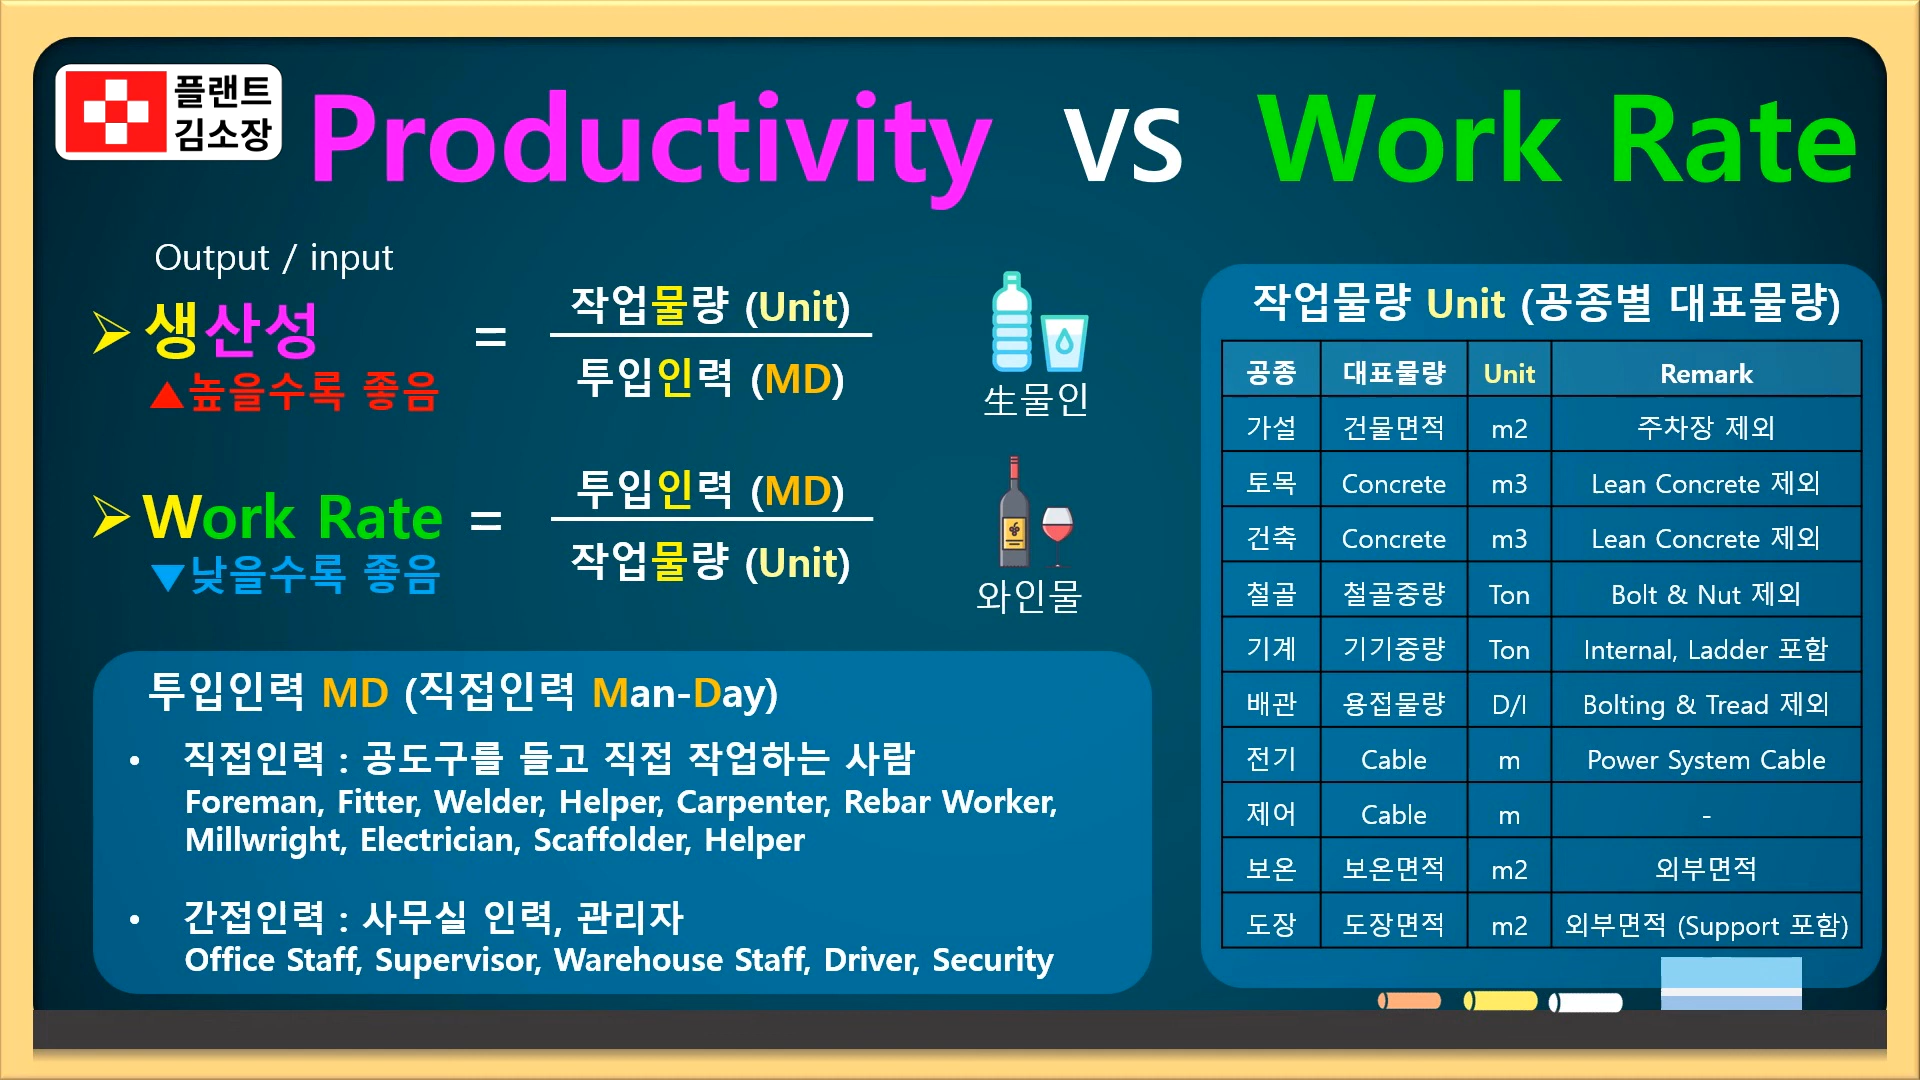 플랜트
김소장
Productivity VS Work Rate
Output / input
➢ 생산성 = 작업물량 (Unit)
투입인력 (MD)
▲높을수록 좋음
生물인
➢ Work Rate = 투입인력 (MD)
작업물량 (Unit)
▼낮을수록 좋음
와인물
투입인력 MD (직접인력 Man-Day)
• 직접인력 : 공도구를 들고 직접 작업하는 사람
Foreman, Fitter, Welder, Helper, Carpenter, Rebar Worker,
Millwright, Electrician, Scaffolder, Helper
• 간접인력 : 사무실 인력, 관리자
Office Staff, Supervisor, Warehouse Staff, Driver, Security
작업물량 Unit (공종별 대표물량)
공종 대표물량 Unit Remark
가설 건물면적 m2 주차장 제외
토목 Concrete m3 Lean Concrete 제외
건축 Concrete m3 Lean Concrete 제외
철골 철골중량 Ton Bolt & Nut 제외
기계 기기중량 Ton Internal, Ladder 포함
배관 용접물량 D/I Bolting & Tread 제외
전기 Cable m Power System Cable
제어 Cable m -
보온 보온면적 m2 외부면적
도장 도장면적 m2 외부면적 (Support 포함)